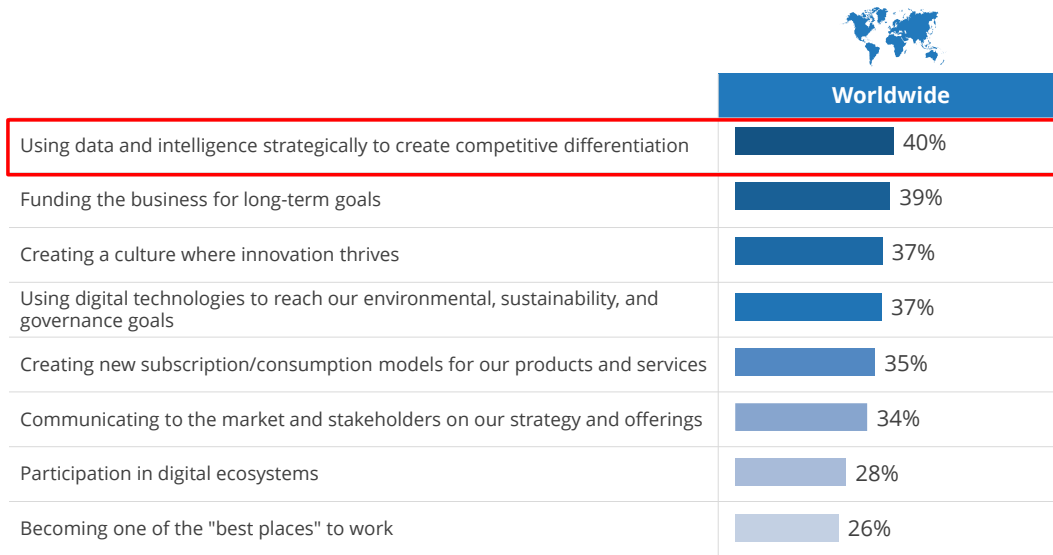 Worldwide
Using data and intelligence strategically to create competitive differentiation
40%
Funding the business for long-term goals
39%
Creating a culture where innovation thrives
37%
Using digital technologies to reach our environmental, sustainability, and
governance goals
37%
Creating new subscription/consumption models for our products and services
35%
Communicating to the market and stakeholders on our strategy and offerings
34%
Participation in digital ecosystems
28%
Becoming one of the "best places" to work
26%